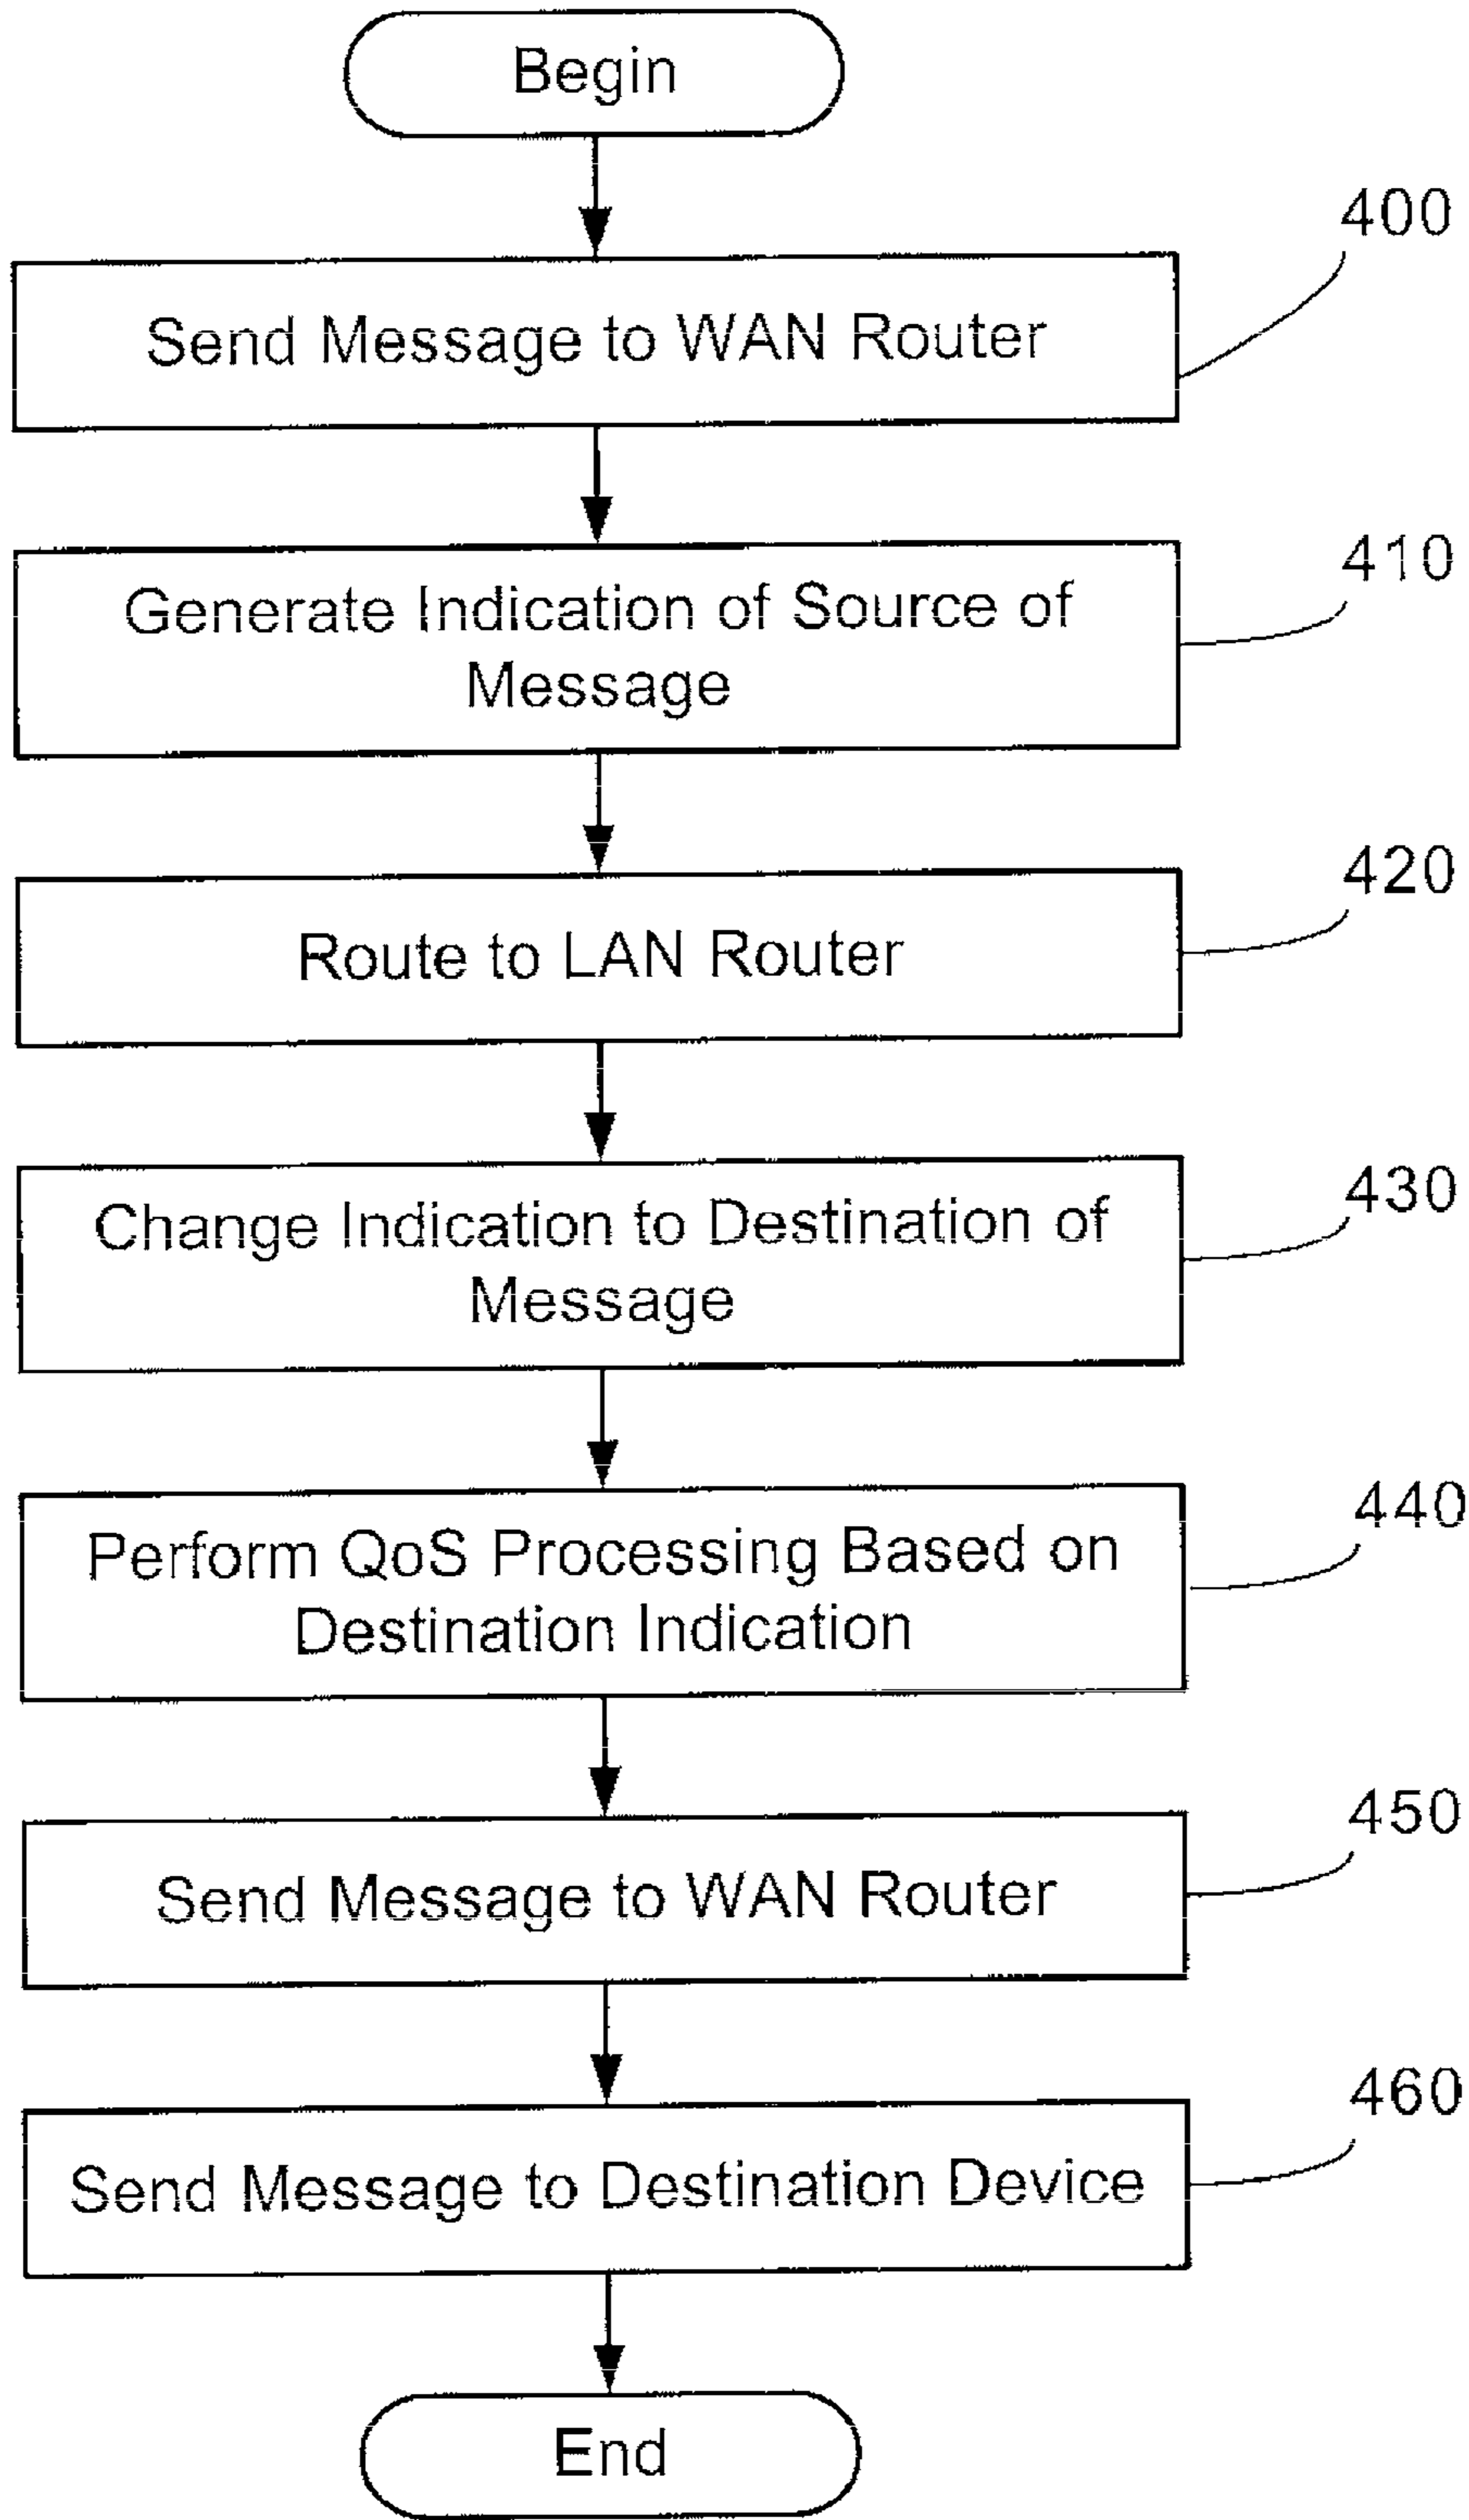 Begin
400
Send Message to WAN Router
410
Generate Indication of Source of
Message
420
Route to LAN Router
430
Change Indication to Destination of
Message
440
Perform QoS Processing Based on
Destination Indication
450
Send Message to WAN Router
460
Send Message to Destination Device
End